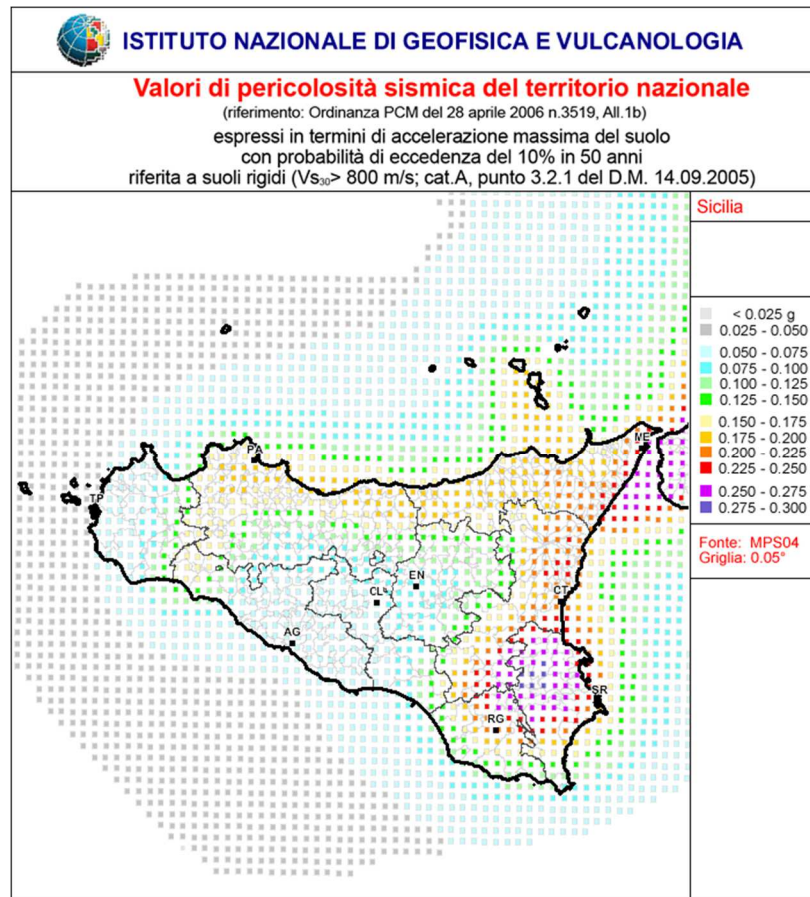 ISTITUTO NAZIONALE DI GEOFISICA E VULCANOLOGIA
Valori di pericolosità sismica del territorio nazionale
(riferimento: Ordinanza PCM del 28 aprile 2006 n.3519, All.1b)
espressi in termini di accelerazione massima del suolo
con probabilità di eccedenza del 10% in 50 anni
riferita a suoli rigidi (Vs30> 800 m/s; cat.A, punto 3.2.1 del D.M. 14.09.2005)
Sicilia
< 0.025 g
0.025 - 0.050
0.050 - 0.075
0.075 - 0.100
0.100 - 0.125
0.125 - 0.150
0.150 - 0.175
0.175 - 0.200
0.200 - 0.225
0.225 - 0.250
0.250 - 0.275
0.275 - 0.300
Fonte: MPS04
Griglia: 0.05°
ME
PA
TP
EN
CL
CT
AG
SR
RG